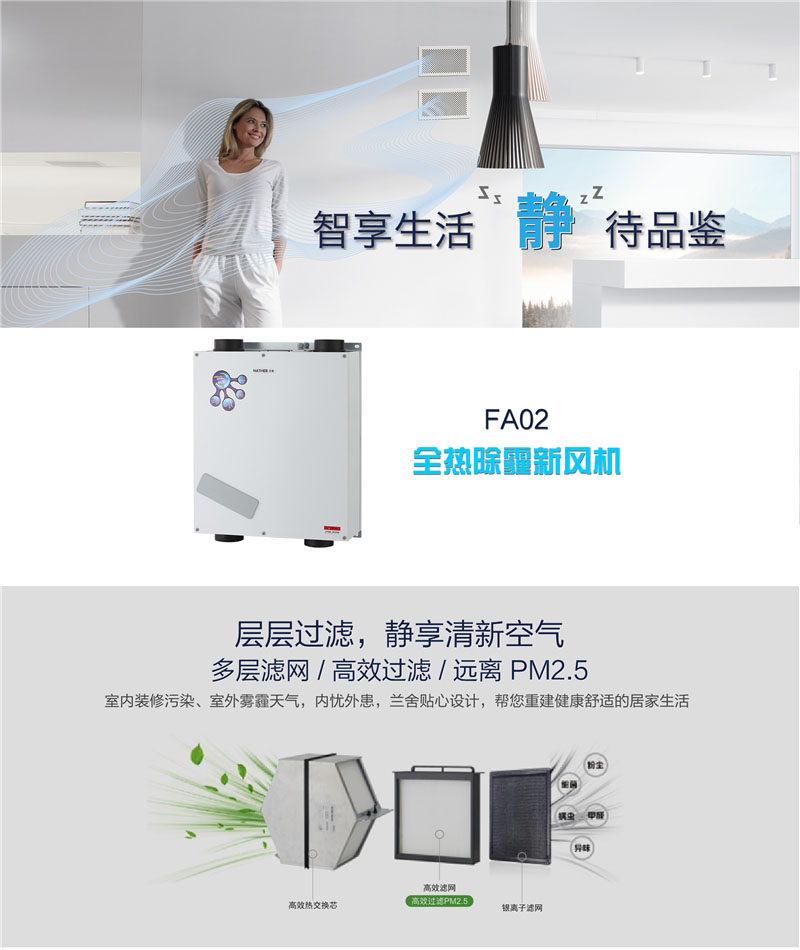 智享生活 zz 静 zZ 待品鉴
NATHER 兰舍
FA02
全热除霾新风机
层层过滤，静享清新空气
多层滤网 / 高效过滤 / 远离 PM2.5
室内装修污染、室外雾霾天气，内忧外患，兰舍贴心设计，帮您重建健康舒适的居家生活
粉尘
细菌
螨虫
甲醛
异味
高效滤网
高效过滤PM2.5
高效热交换芯
银离子滤网